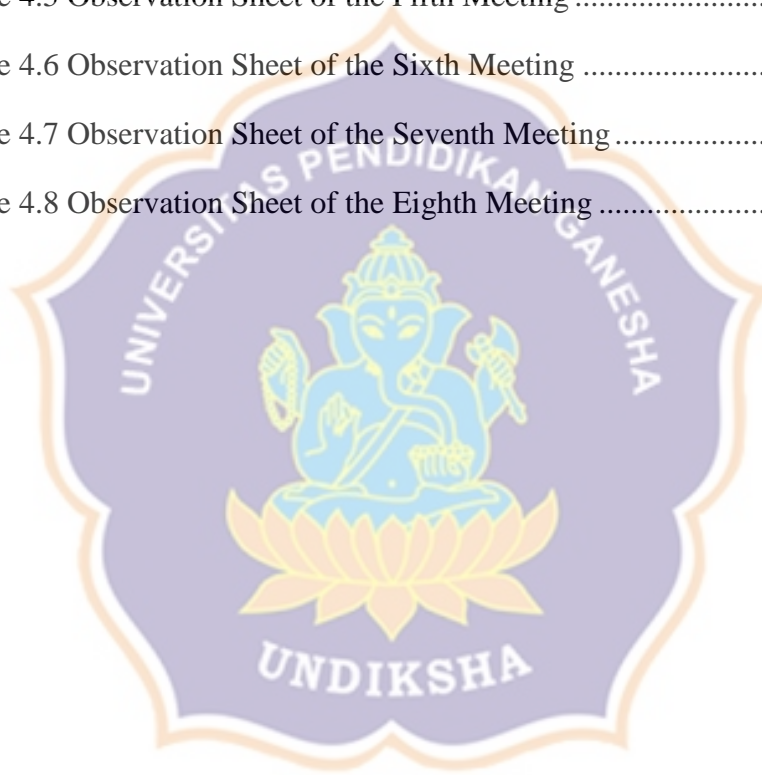 e 4.5 Observation Sheet of the Fifth Meeting ........................
e 4.6 Observation Sheet of the Sixth Meeting .......................
e 4.7 Observation Sheet of the Seventh Meeting ...................
e 4.8 Observation Sheet of the Eighth Meeting .....................
UNIVERSITAS PENDIDIKAN GANESHA
UNDIKSHA